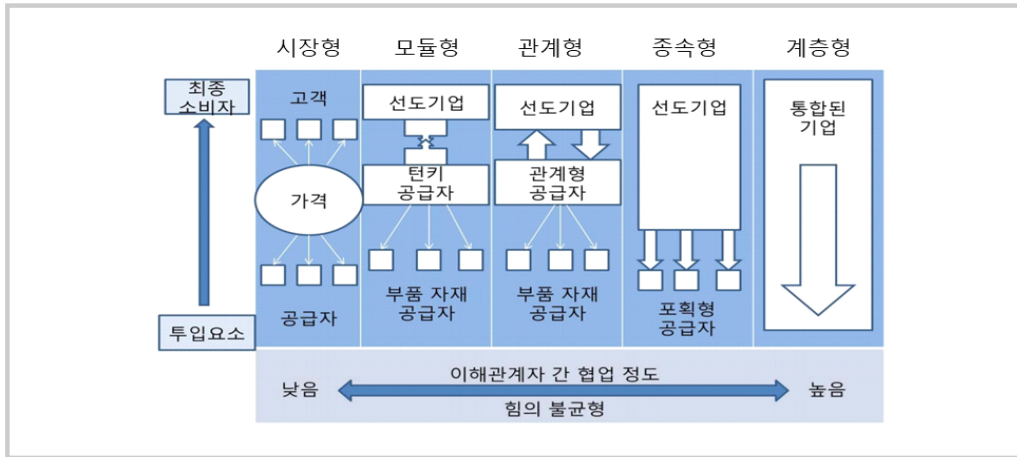 시장형
모듈형
관계형
종속형
계층형
최종
소비자
투입요소
고객
가격
공급자
선도기업
턴키
공급자
부품 자재
공급자
선도기업
관계형
공급자
부품 자재
공급자
선도기업
포획형
공급자
통합된
기업
낮음
이해관계자 간 협업 정도
힘의 불균형
높음